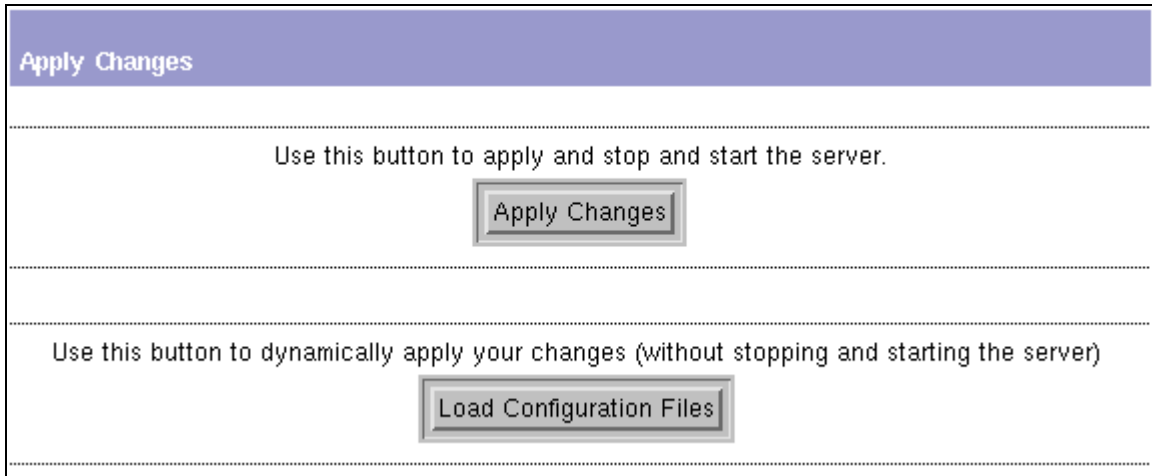 Apply Changes
Use this button to apply and stop and start the server.
Apply Changes
Use this button to dynamically apply your changes (without stopping and starting the server)
Load Configuration Files